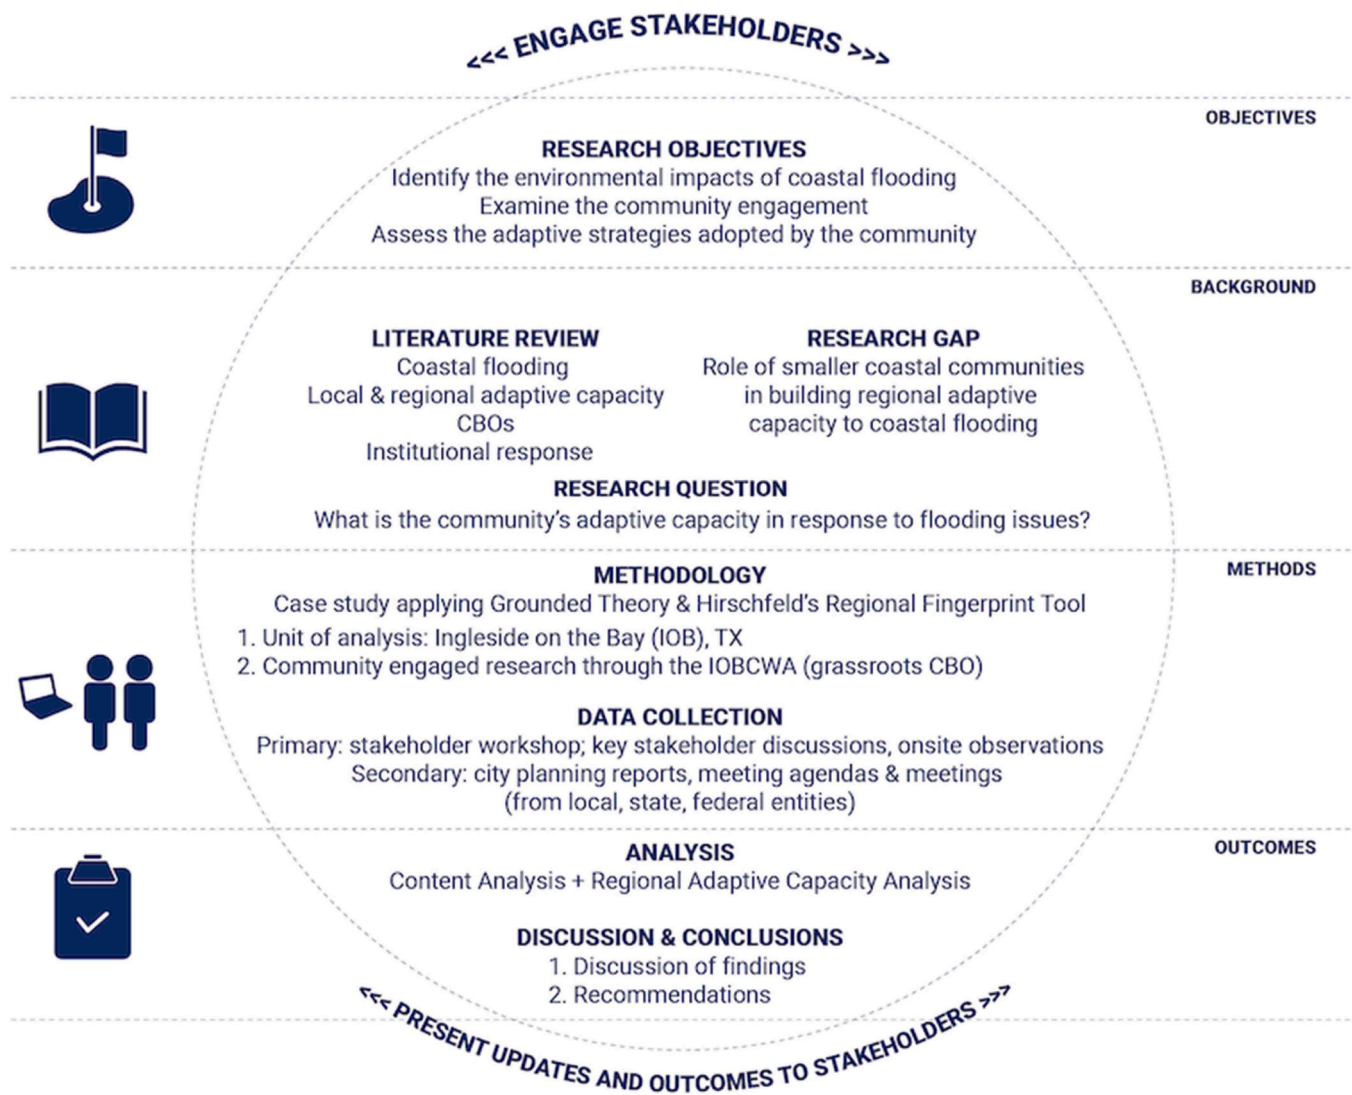 <<< ENGAGE STAKEHOLDERS >>>
OBJECTIVES
RESEARCH OBJECTIVES
Identify the environmental impacts of coastal flooding
Examine the community engagement
Assess the adaptive strategies adopted by the community
BACKGROUND
LITERATURE REVIEW
Coastal flooding
Local & regional adaptive capacity
CBOs
Institutional response
RESEARCH GAP
Role of smaller coastal communities
in building regional adaptive
capacity to coastal flooding
RESEARCH QUESTION
What is the community's adaptive capacity in response to flooding issues?
METHODS
METHODOLOGY
Case study applying Grounded Theory & Hirschfeld's Regional Fingerprint Tool
1. Unit of analysis: Ingleside on the Bay (IOB), TX
2. Community engaged research through the IOBCWA (grassroots CBO)
DATA COLLECTION
Primary: stakeholder workshop; key stakeholder discussions, onsite observations
Secondary: city planning reports, meeting agendas & meetings
(from local, state, federal entities)
OUTCOMES
ANALYSIS
Content Analysis + Regional Adaptive Capacity Analysis
DISCUSSION & CONCLUSIONS
1. Discussion of findings
2. Recommendations
<<< PRESENT UPDATES AND OUTCOMES TO STAKEHOLDERS >>>